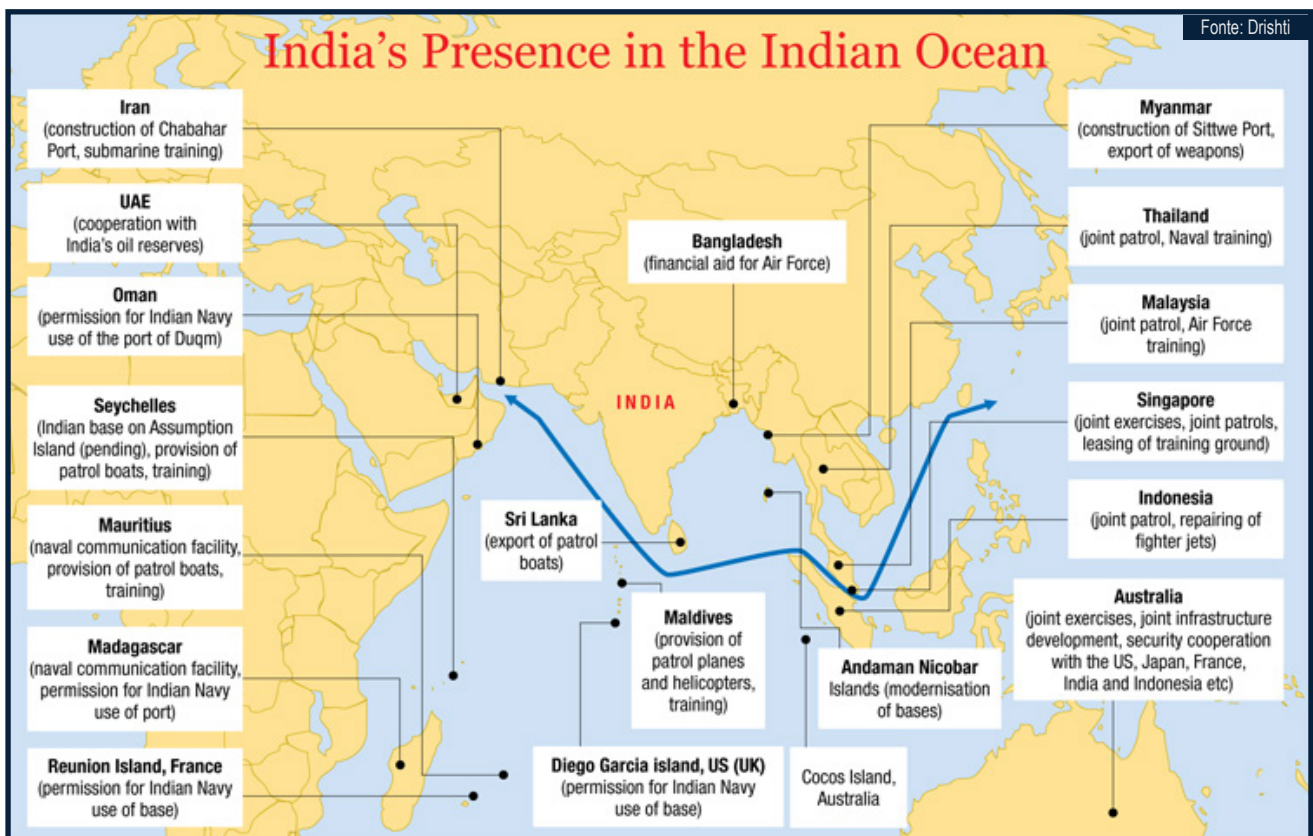 Fonte: Drishti
India's Presence in the Indian Ocean
Iran
(construction of Chabahar
Port, submarine training)
UAE
(cooperation with
India's oil reserves)
Oman
(permission for Indian Navy
use of the port of Duqm)
Seychelles
(Indian base on Assumption
Island (pending), provision of
patrol boats, training)
Mauritius
(naval communication facility,
provision of patrol boats,
training)
Madagascar
(naval communication facility,
permission for Indian Navy
use of port)
Reunion Island, France
(permission for Indian Navy
use of base)
Bangladesh
(financial aid for Air Force)
INDIA
Sri Lanka
(export of patrol
boats)
Maldives
(provision of
patrol planes
and helicopters,
training)
Diego Garcia island, US (UK)
(permission for Indian Navy
use of base)
Andaman Nicobar
Islands (modernisation
of bases)
Cocos Island,
Australia
Myanmar
(construction of Sittwe Port,
export of weapons)
Thailand
(joint patrol, Naval training)
Malaysia
(joint patrol, Air Force
training)
Singapore
(joint exercises, joint patrols,
leasing of training ground)
Indonesia
(joint patrol, repairing of
fighter jets)
Australia
(joint exercises, joint infrastructure
development, security cooperation
with the US, Japan, France,
India and Indonesia etc)